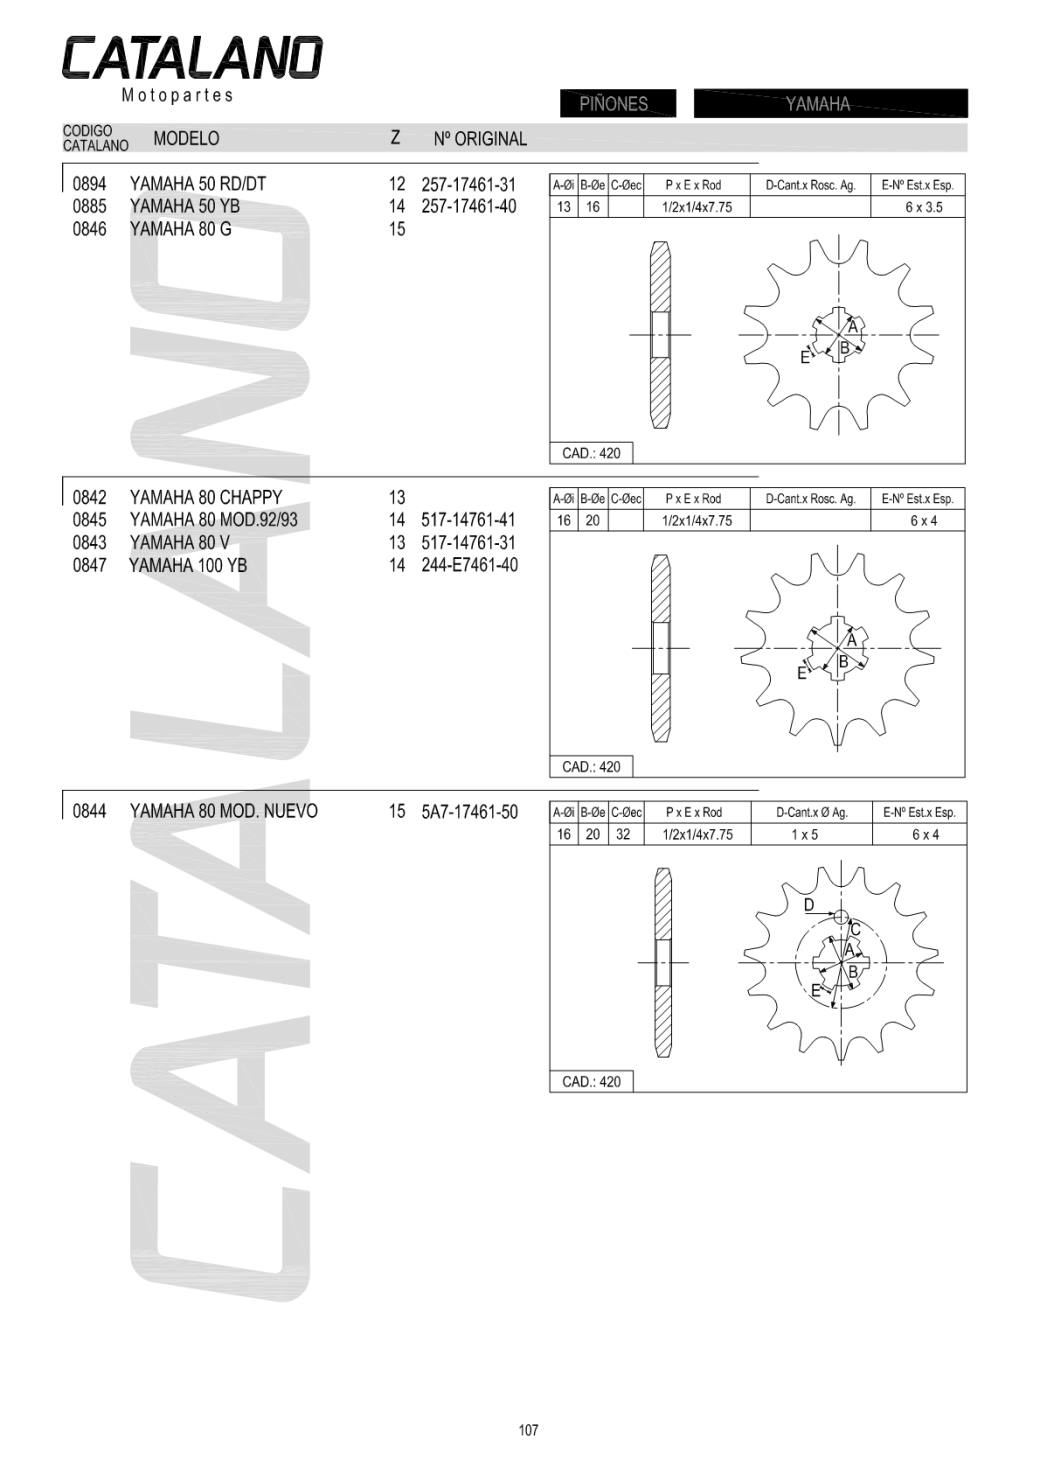 CATALANO
Motopartes
PIÑONES YAMAHA
CODIGO CATALANO MODELO Z Nº ORIGINAL
0894 YAMAHA 50 RD/DT 12 257-17461-31
0885 YAMAHA 50 YB 14 257-17461-40
0846 YAMAHA 80 G 15
A-Øi B-Øe C-Øec P x E x Rod D-Cant.x Rosc. Ag. E-Nº Est.x Esp.
13 16 1/2x1/4x7.75 6 x 3.5
A
B
E
CAD.: 420
0842 YAMAHA 80 CHAPPY 13
0845 YAMAHA 80 MOD.92/93 14 517-14761-41
0843 YAMAHA 80 V 13 517-14761-31
0847 YAMAHA 100 YB 14 244-E7461-40
A-Øi B-Øe C-Øec P x E x Rod D-Cant.x Rosc. Ag. E-Nº Est.x Esp.
16 20 1/2x1/4x7.75 6 x 4
A
B
E
CAD.: 420
0844 YAMAHA 80 MOD. NUEVO 15 5A7-17461-50
A-Øi B-Øe C-Øec P x E x Rod D-Cant.x Ø Ag. E-Nº Est.x Esp.
16 20 32 1/2x1/4x7.75 1 x 5 6 x 4
D
C
A
B
E
CAD.: 420
CATALANO
107